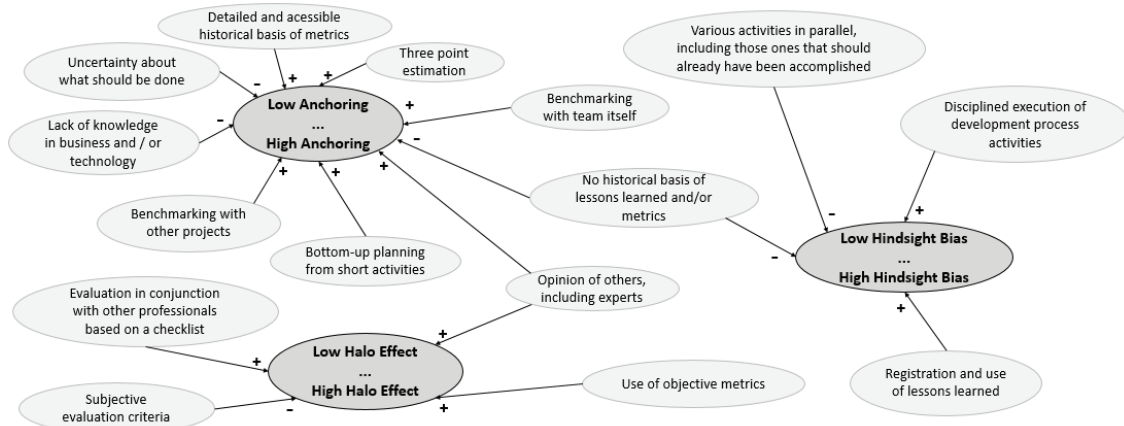 Detailed and acessible
historical basis of metrics
Various activities in parallel,
including those ones that should
already have been accomplished
Uncertainty about
what should be done
Three point
estimation
-
+
+
+
Low Anchoring
...
High Anchoring
+
Benchmarking
with team itself
Disciplined execution of
development process
activities
Lack of knowledge
in business and / or
technology
-
-
+
+
+
No historical basis of
lessons learned and/or
metrics
Benchmarking with
other projects
Bottom-up planning
from short activities
-
+
-
Low Hindsight Bias
...
High Hindsight Bias
+
Evaluation in conjunction
with other professionals
based on a checklist
Opinion of others,
including experts
+
+
Low Halo Effect
...
High Halo Effect
-
+
Subjective
evaluation criteria
Use of objective metrics
Registration and use
of lessons learned